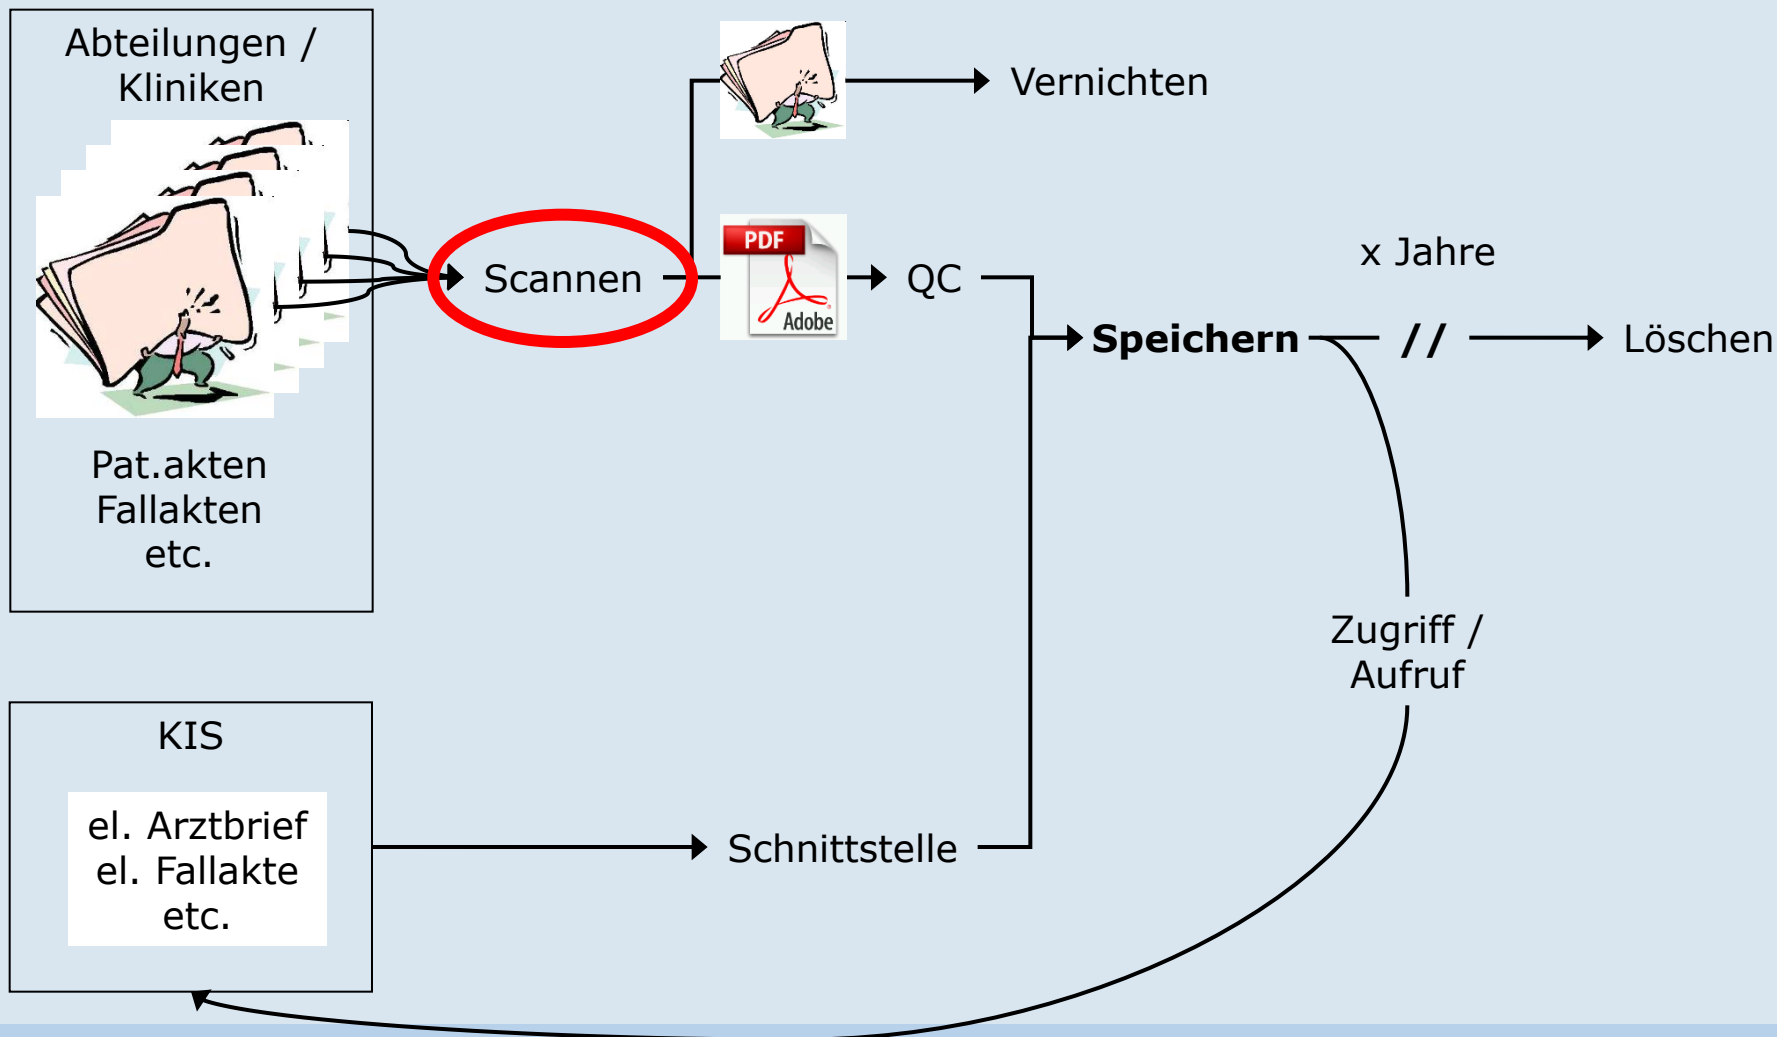 Abteilungen /
Kliniken
Pat.akten
Fallakten
etc.
Scannen
Vernichten
PDF
Adobe
QC
Speichern
x Jahre
//
Löschen
Zugriff /
Aufruf
KIS
el. Arztbrief
el. Fallakte
etc.
Schnittstelle